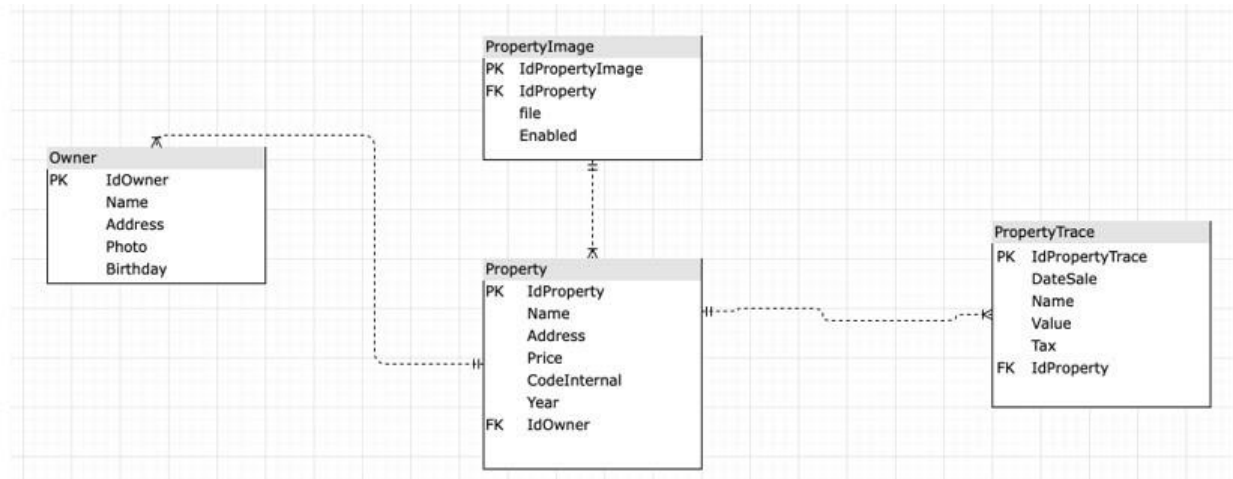 PropertyImage
PK IdPropertyImage
FK IdProperty
file
Enabled
Owner
PK IdOwner
Name
Address
Photo
Birthday
Property
PK IdProperty
Name
Address
Price
CodeInternal
Year
FK IdOwner
PropertyTrace
PK IdPropertyTrace
DateSale
Name
Value
Tax
FK IdProperty